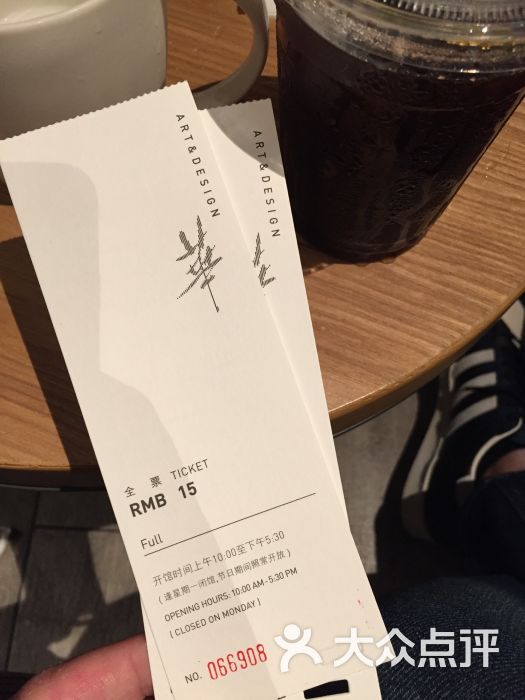 ART&DESIGN
華
ART&DESIGN
全 票 TICKET
RMB 15
Full
开馆时间上午10:00至下午5:30
(逢星期一闭馆,节日期间照常开放)
OPENING HOURS: 10:00 AM - 5:30 PM
[ CLOSED ON MONDAY ]
NO. 066908
大众点评